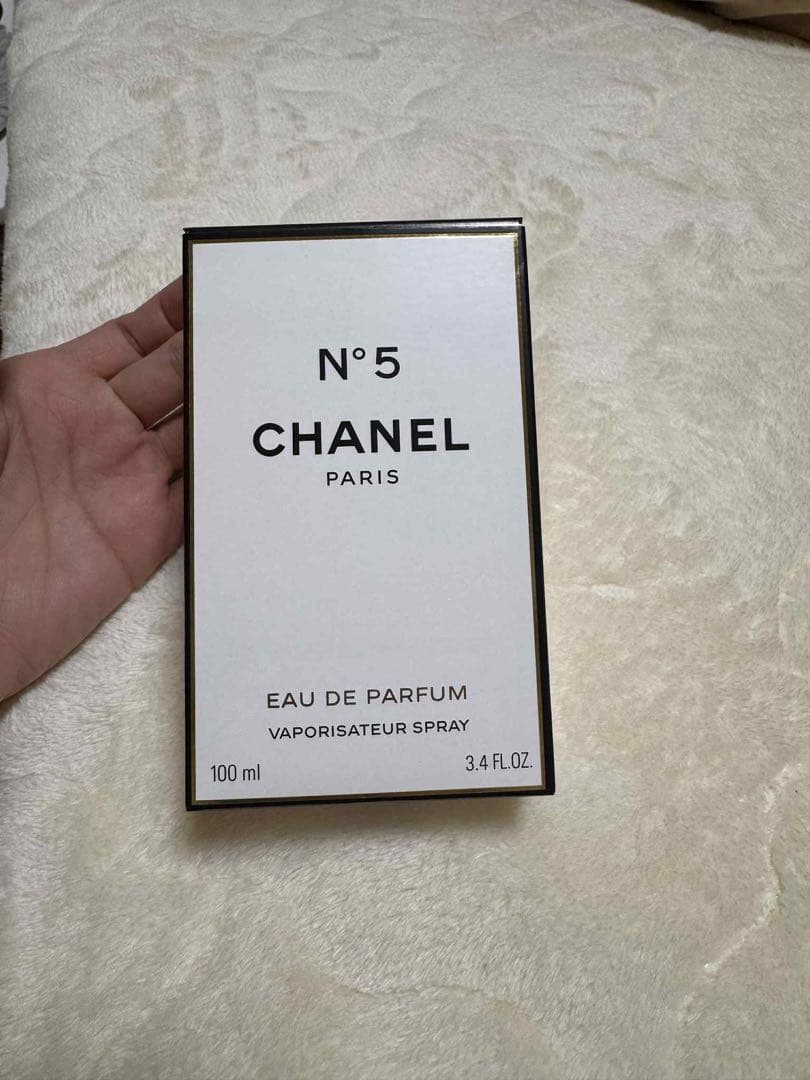 N°5
CHANEL
PARIS
EAU DE PARFUM
VAPORISATEUR SPRAY
100 ml 3.4 FL.OZ.